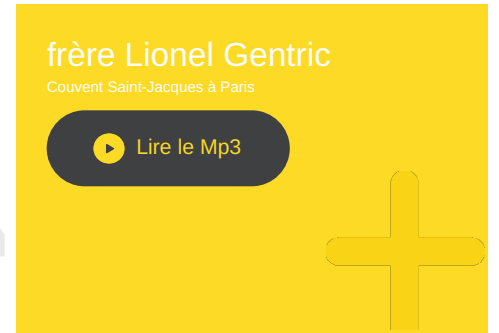 frère Lionel Gentric
Couvent Saint-Jacques à Paris
Lire le Mp3